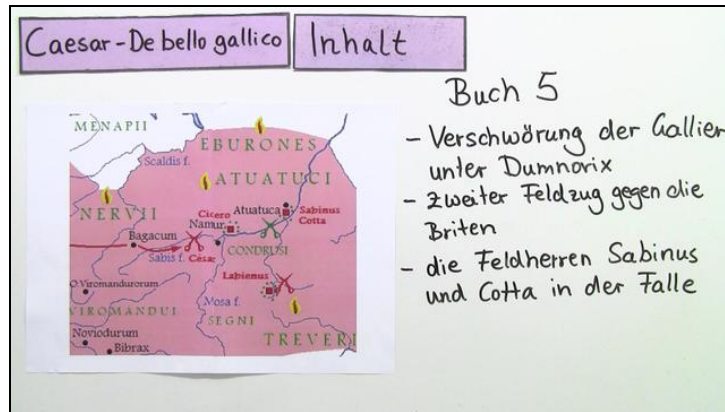 Caesar - De bello gallico
Inhalt
Buch 5
- Verschwörung der Gallier
unter Dumnorix
- zweiter Feldzug gegen die
Briten
- die Feldherren Sabinus
und Cotta in der Falle
MENAPII
Scaldis f.
EBURONES
ATUATUCI
NERVII
Cicero
Atuatuca
Sabinus
Cotta
Namur
Bagacum
Sabis f.
César
CONDRUSI
Labienus
O.Viromandurorum
Mosa f.
VIROMANDUI
SEGNI
TREVERI
Noviodurum
Bibrax